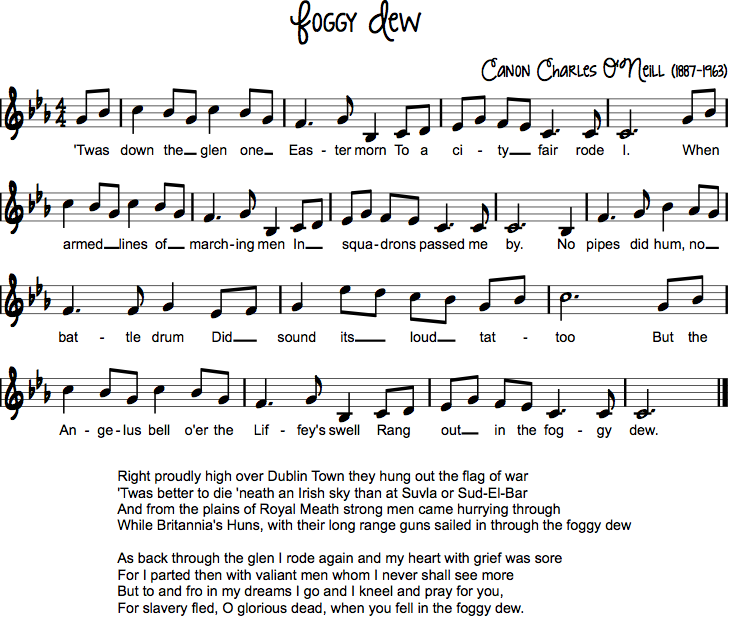 Foggy Dew
Canon Charles O'Neill (1887-1963)
4 4
'Twas down the glen one Eas - ter morn To a ci - ty fair rode I. When
armed lines of march - ing men In squa - drons passed me by. No pipes did hum, no
bat - tle drum Did sound its loud tat - too But the
An - ge - lus bell o'er the Lif - fey's swell Rang out in the fog - gy dew.
Right proudly high over Dublin Town they hung out the flag of war
'Twas better to die 'neath an Irish sky than at Suvla or Sud-El-Bar
And from the plains of Royal Meath strong men came hurrying through
While Britannia's Huns, with their long range guns sailed in through the foggy dew
As back through the glen I rode again and my heart with grief was sore
For I parted then with valiant men whom I never shall see more
But to and fro in my dreams I go and I kneel and pray for you,
For slavery fled, O glorious dead, when you fell in the foggy dew.